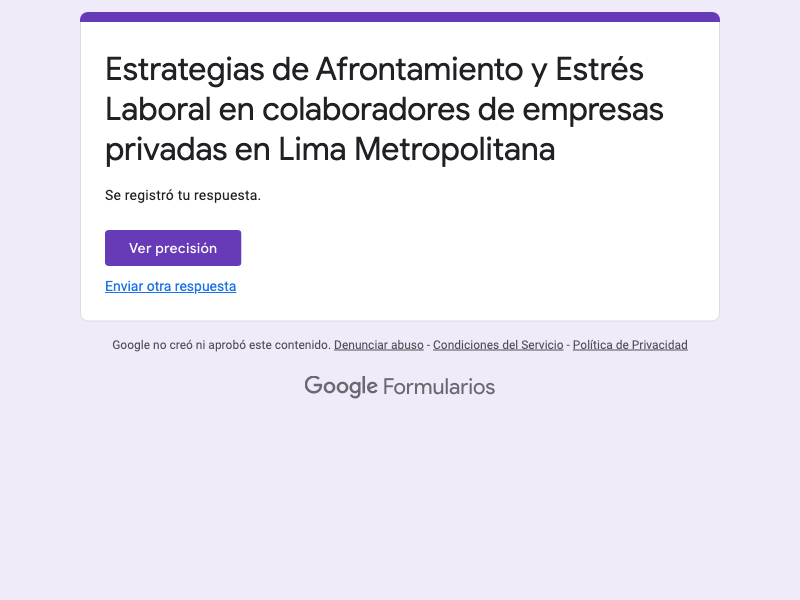 Estrategias de Afrontamiento y Estrés
Laboral en colaboradores de empresas
privadas en Lima Metropolitana
Se registró tu respuesta.
Ver precisión
Enviar otra respuesta
Google no creó ni aprobó este contenido. Denunciar abuso - Condiciones del Servicio - Política de Privacidad
Google Formularios